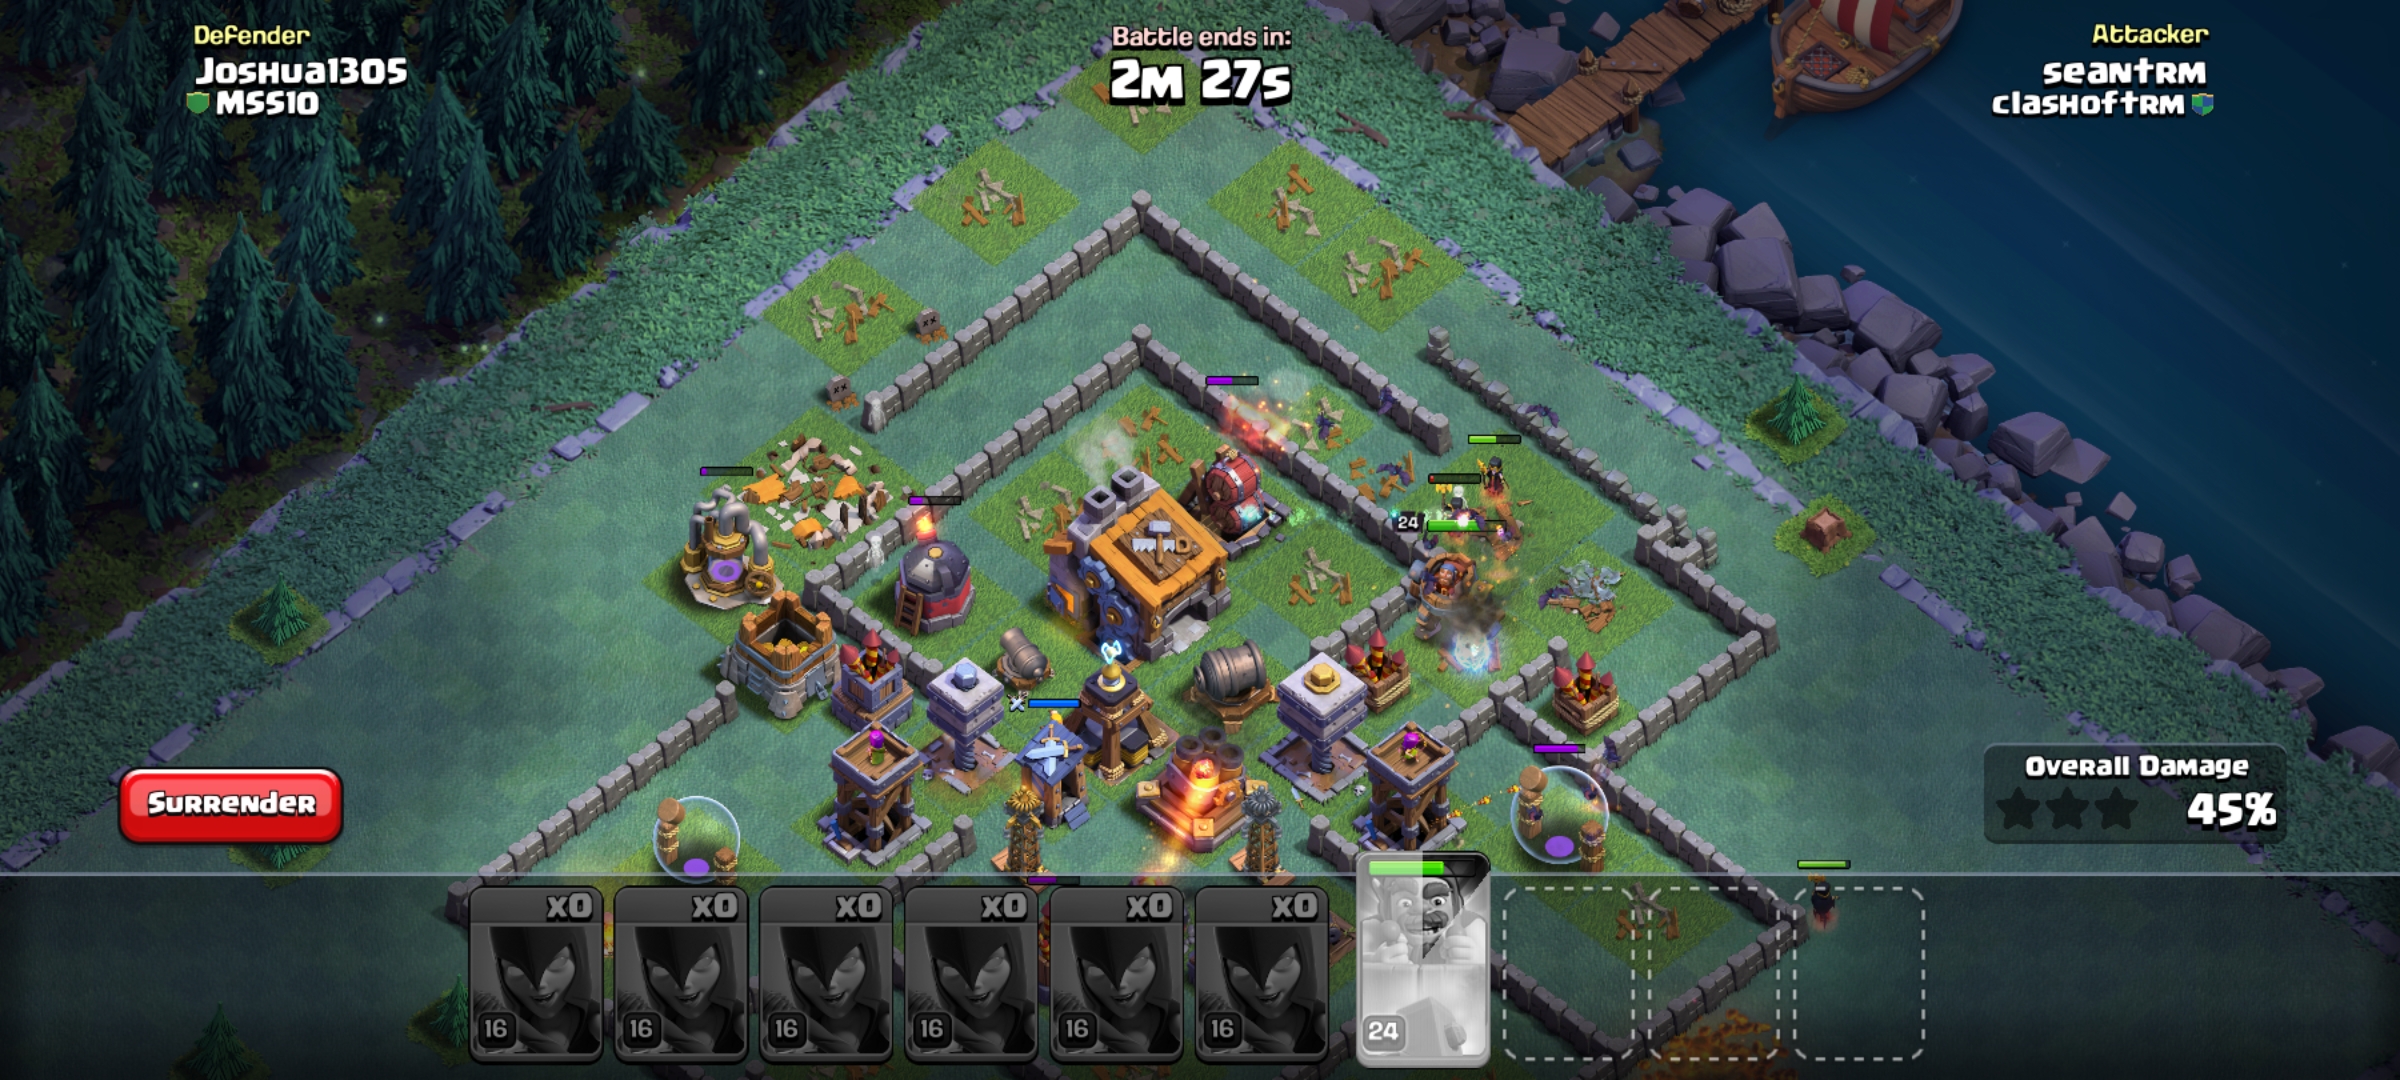 Defender
Joshua1305
MSS10
Battle ends in:
2M 27s
Attacker
seantRM
clashoftRM
24
Surrender
Overall Damage
45%
x0
x0
x0
x0
x0
x0
16
16
16
16
16
16
24